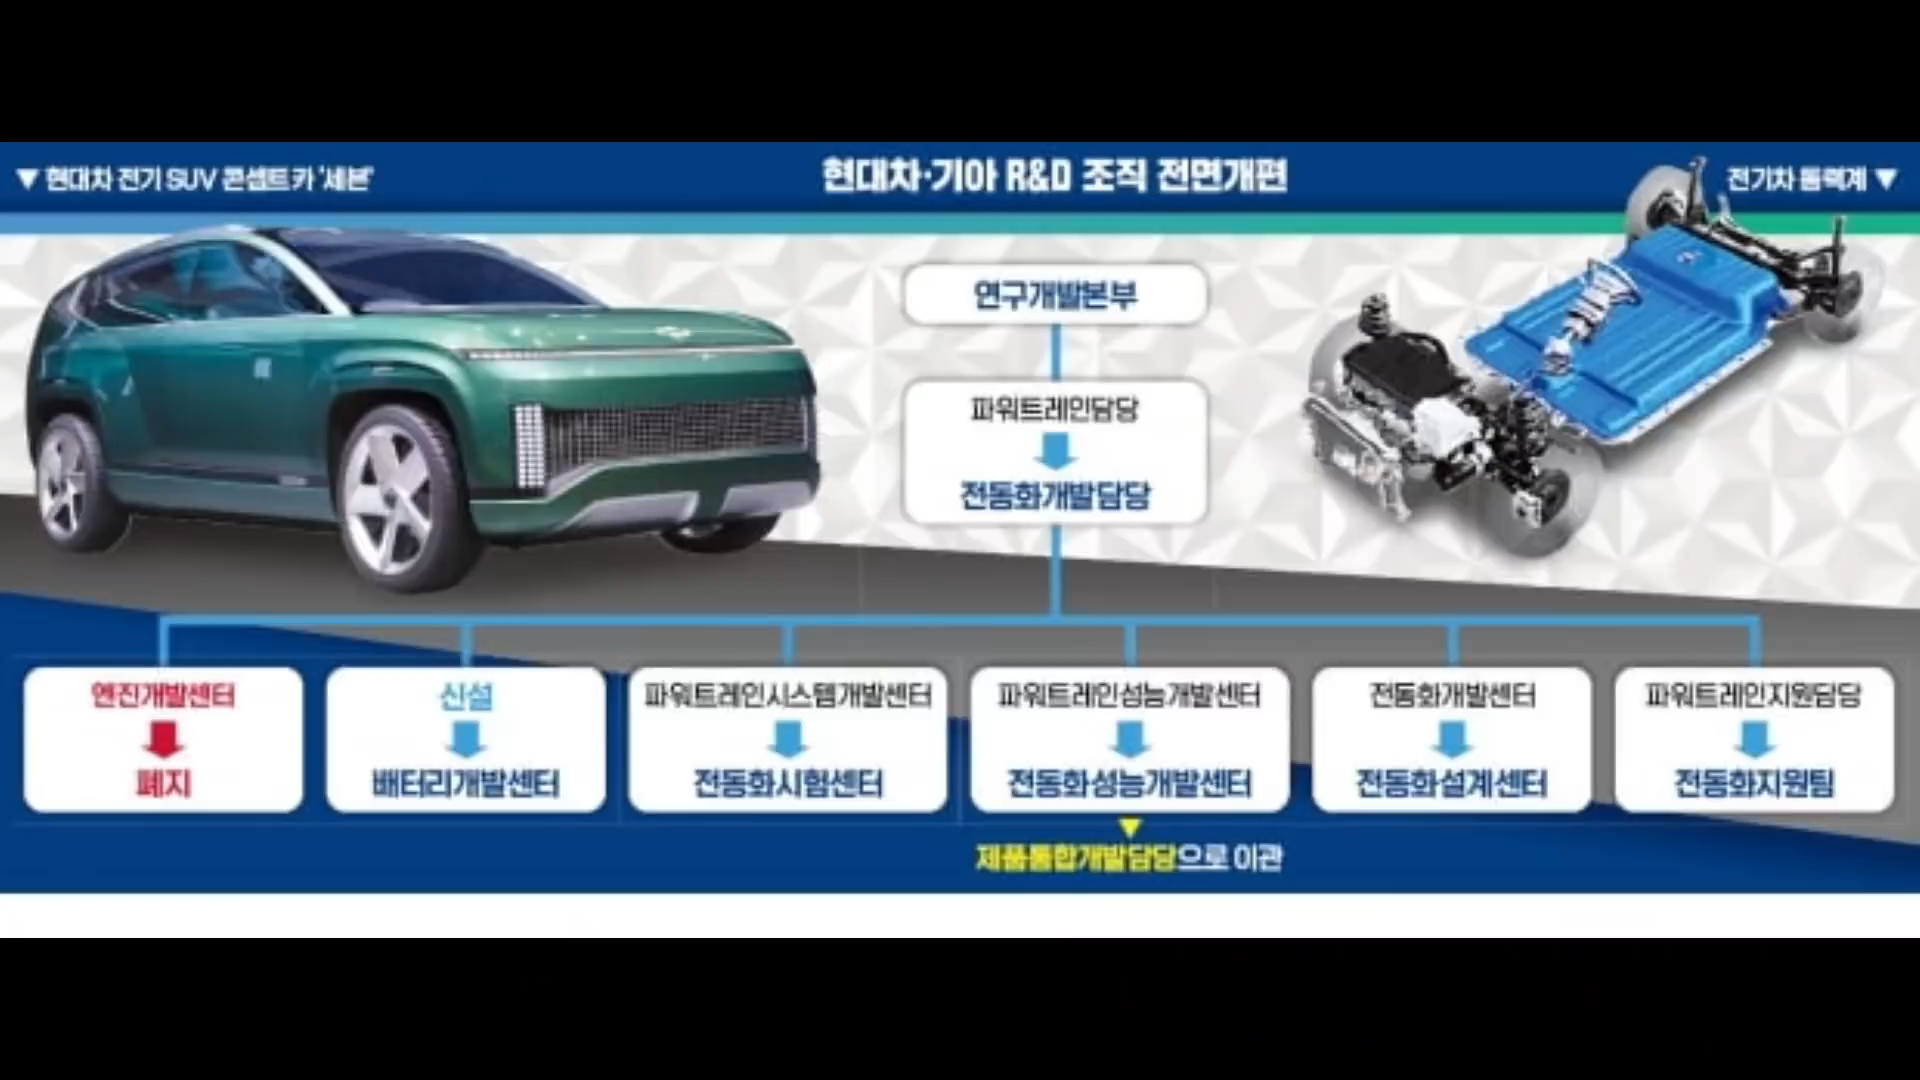 ▼ 현대차 전기 SUV 콘셉트카 '세븐'
현대차·기아 R&D 조직 전면개편
전기차 동력계 ▼
연구개발본부
파워트레인담당
전동화개발담당
엔진개발센터
폐지
신설
배터리개발센터
파워트레인시스템개발센터
전동화시험센터
파워트레인성능개발센터
전동화성능개발센터
제품통합개발담당으로 이관
전동화개발센터
전동화설계센터
파워트레인지원담당
전동화지원팀